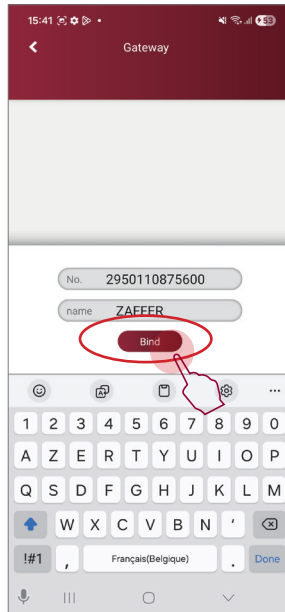 15:41 53
Gateway
No. 2950110875600
name ZAFFER
Bind
1 2 3 4 5 6 7 8 9 0
A Z E R T Y U I O P
Q S D F G H J K L M
W X C V B N '
!#1 , Français(Belgique) . Done